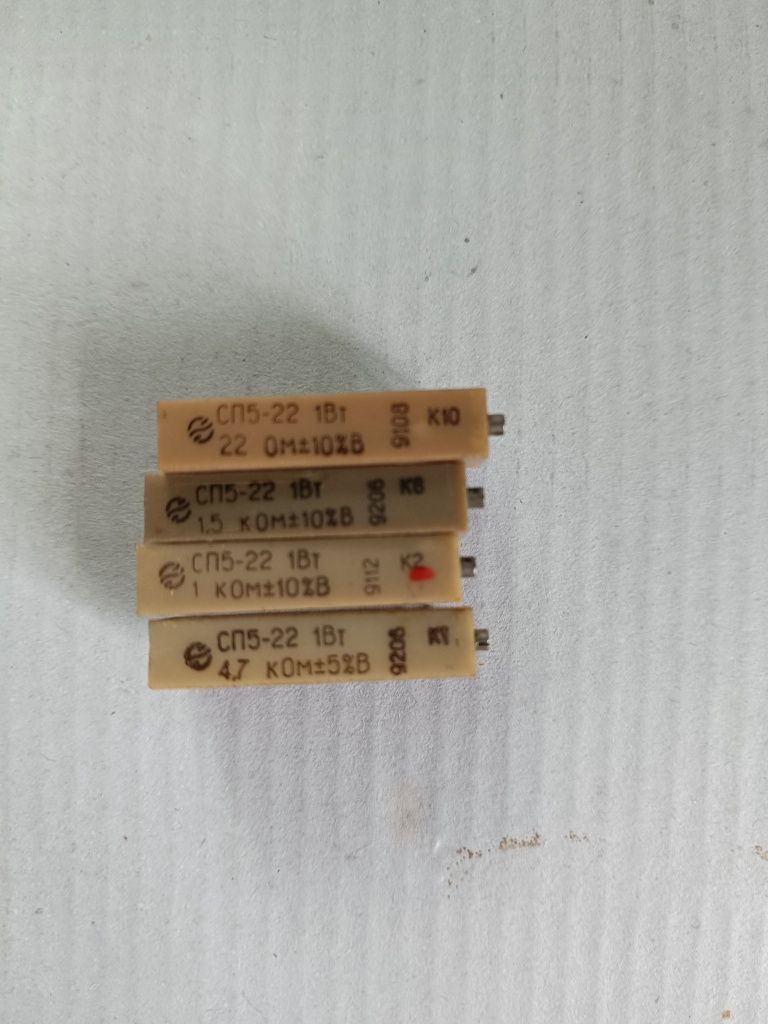 СП5-22 1Вт
22 Ом±10%В
9108
К10
СП5-22 1Вт
1,5 кОм±10%В
9206
К8
СП5-22 1Вт
1 кОм±10%В
9112
К2
СП5-22 1Вт
4,7 кОм±5%В
9206